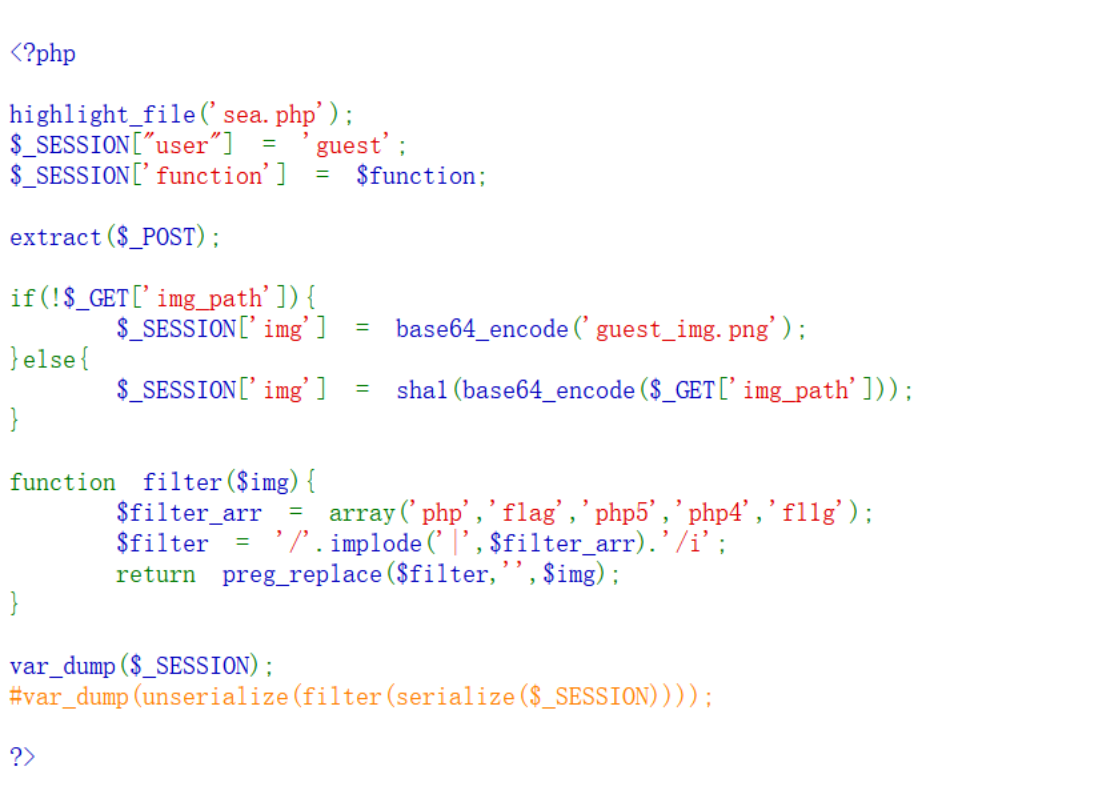 <?php
highlight_file('sea.php');
$_SESSION["user"] = 'guest';
$_SESSION['function'] = $function;
extract($_POST);
if(!$_GET['img_path']){
$_SESSION['img'] = base64_encode('guest_img.png');
}else{
$_SESSION['img'] = sha1(base64_encode($_GET['img_path']));
}
function filter($img){
$filter_arr = array('php','flag','php5','php4','fl1g');
$filter = '/'.implode('|',$filter_arr).'/i';
return preg_replace($filter,'',$img);
}
var_dump($_SESSION);
#var_dump(unserialize(filter(serialize($_SESSION))));
?>